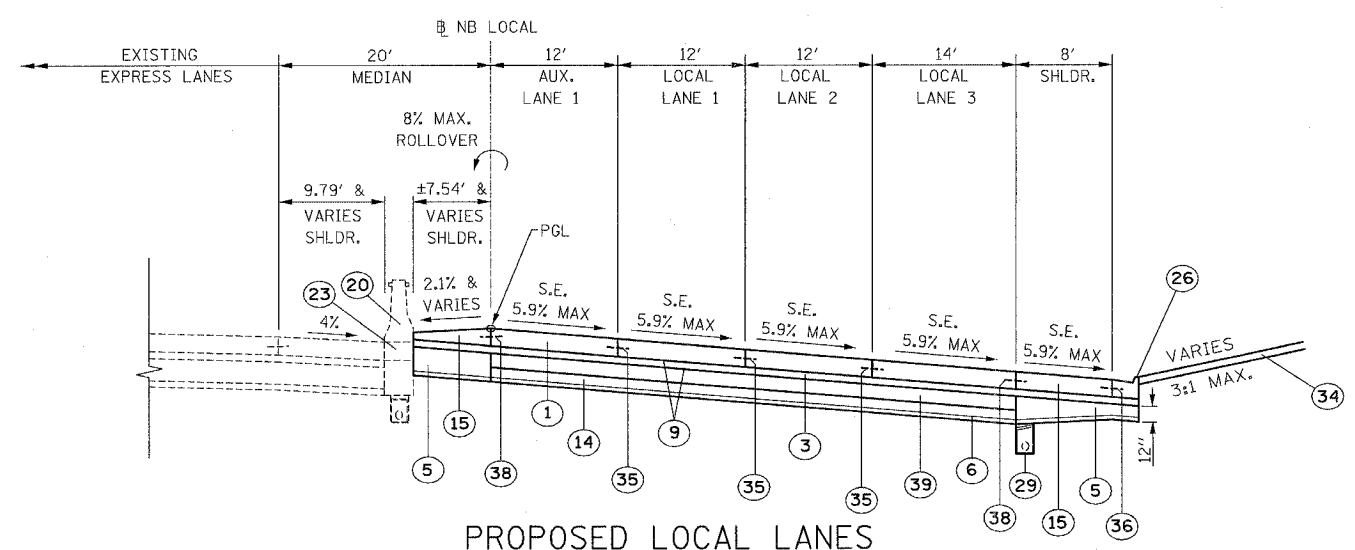 ℄ NB LOCAL
EXISTING
EXPRESS LANES
20'
MEDIAN
12'
AUX.
LANE 1
12'
LOCAL
LANE 1
12'
LOCAL
LANE 2
14'
LOCAL
LANE 3
8'
SHLDR.
8% MAX.
ROLLOVER
9.79' &
VARIES
SHLDR.
±7.54' &
VARIES
SHLDR.
PGL
2.1% &
VARIES
S.E.
5.9% MAX
S.E.
5.9% MAX
S.E.
5.9% MAX
S.E.
5.9% MAX
S.E.
5.9% MAX
26
20
23
4%
VARIES
3:1 MAX.
34
12"
5
15
38
1
14
35
9
35
3
35
39
6
38
29
15
5
36
PROPOSED LOCAL LANES